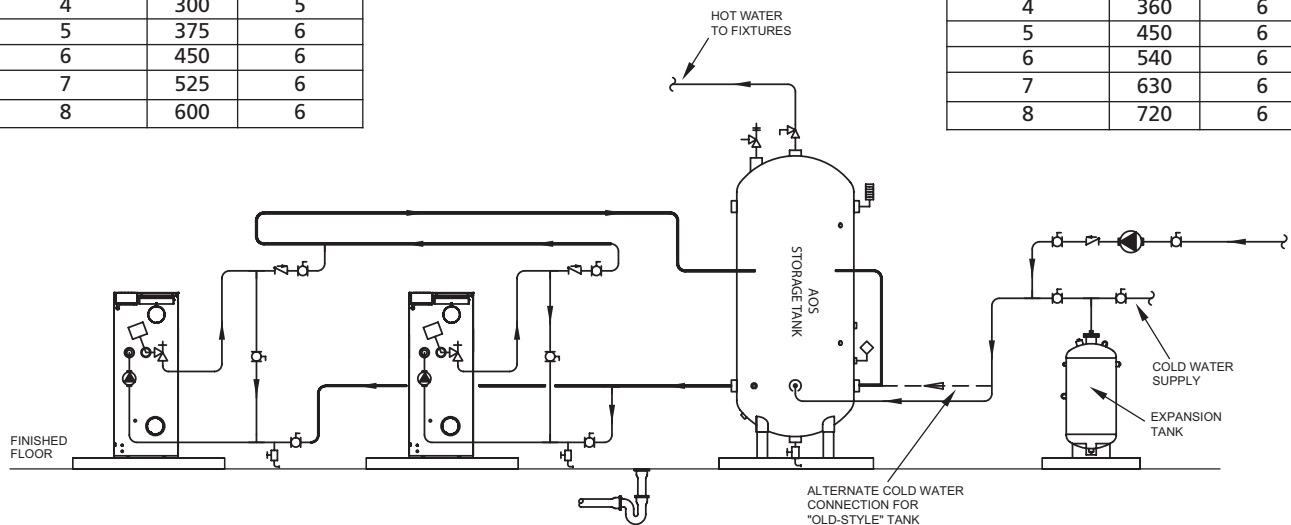 4 300 5
5 375 6
6 450 6
7 525 6
8 600 6
4 360 6
5 450 6
6 540 6
7 630 6
8 720 6
HOT WATER
TO FIXTURES
AOS
STORAGE TANK
COLD WATER
SUPPLY
EXPANSION
TANK
FINISHED
FLOOR
ALTERNATE COLD WATER
CONNECTION FOR
"OLD-STYLE" TANK